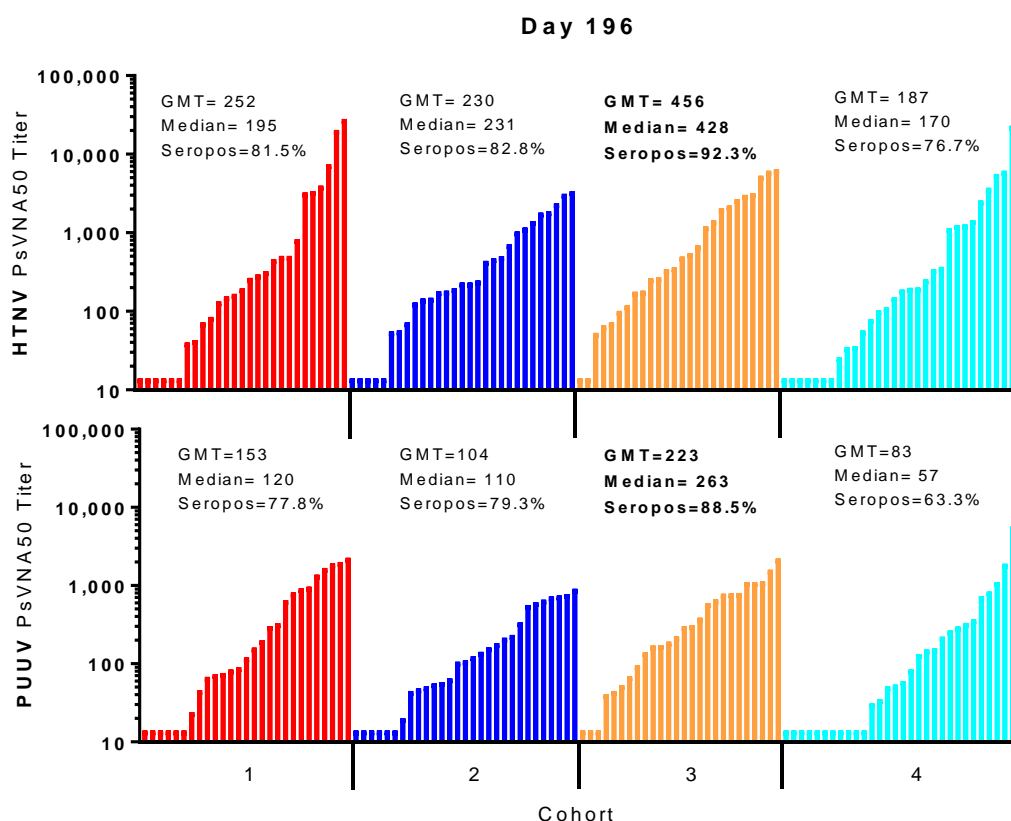 Day 196
HTNV PsVNA50 Titer
100,000
10,000
1,000
100
10
GMT= 252
Median= 195
Seropos=81.5%
GMT= 230
Median= 231
Seropos=82.8%
GMT= 456
Median= 428
Seropos=92.3%
GMT= 187
Median= 170
Seropos=76.7%
PUUV PsVNA50 Titer
100,000
10,000
1,000
100
10
GMT=153
Median= 120
Seropos=77.8%
GMT=104
Median= 110
Seropos=79.3%
GMT=223
Median= 263
Seropos=88.5%
GMT=83
Median= 57
Seropos=63.3%
1
2
3
4
Cohort